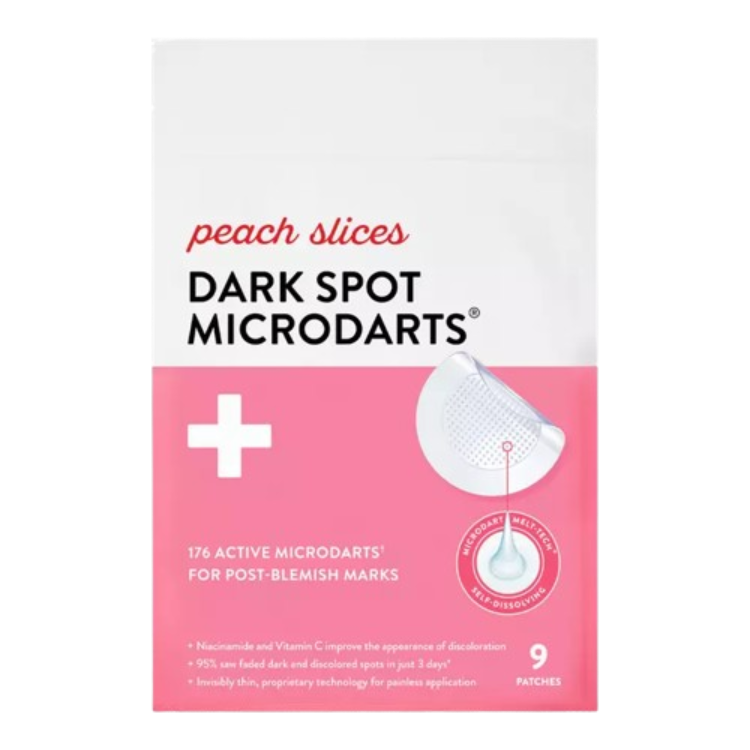 peach slices
DARK SPOT
MICRODARTS®
MICRODART MELT-TECH™
SELF-DISSOLVING
176 ACTIVE MICRODARTS†
FOR POST-BLEMISH MARKS
+ Niacinamide and Vitamin C improve the appearance of discoloration
+ 95% saw faded dark and discolored spots in just 3 days*
+ Invisibly thin, proprietary technology for painless application
9
PATCHES